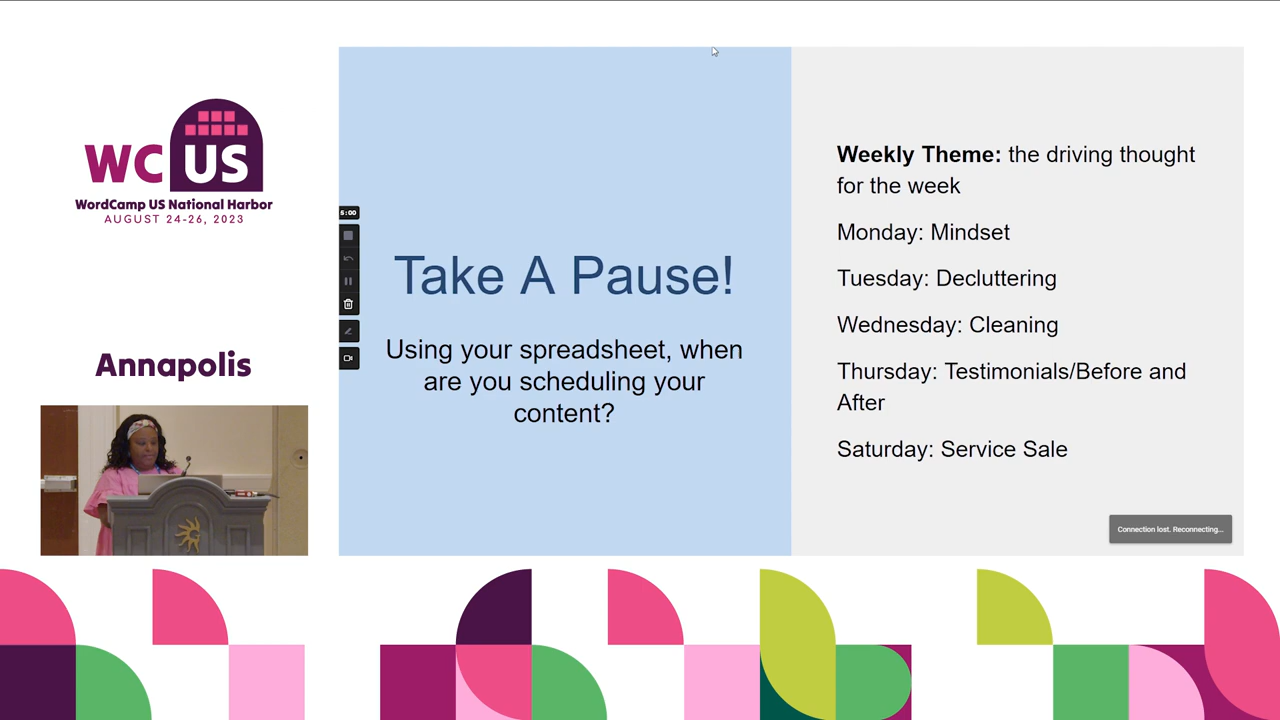 WC US
WordCamp US National Harbor
AUGUST 24-26, 2023
Annapolis
5:00
Take A Pause!
Using your spreadsheet, when
are you scheduling your
content?
Weekly Theme: the driving thought
for the week
Monday: Mindset
Tuesday: Decluttering
Wednesday: Cleaning
Thursday: Testimonials/Before and
After
Saturday: Service Sale
Connection lost. Reconnecting...